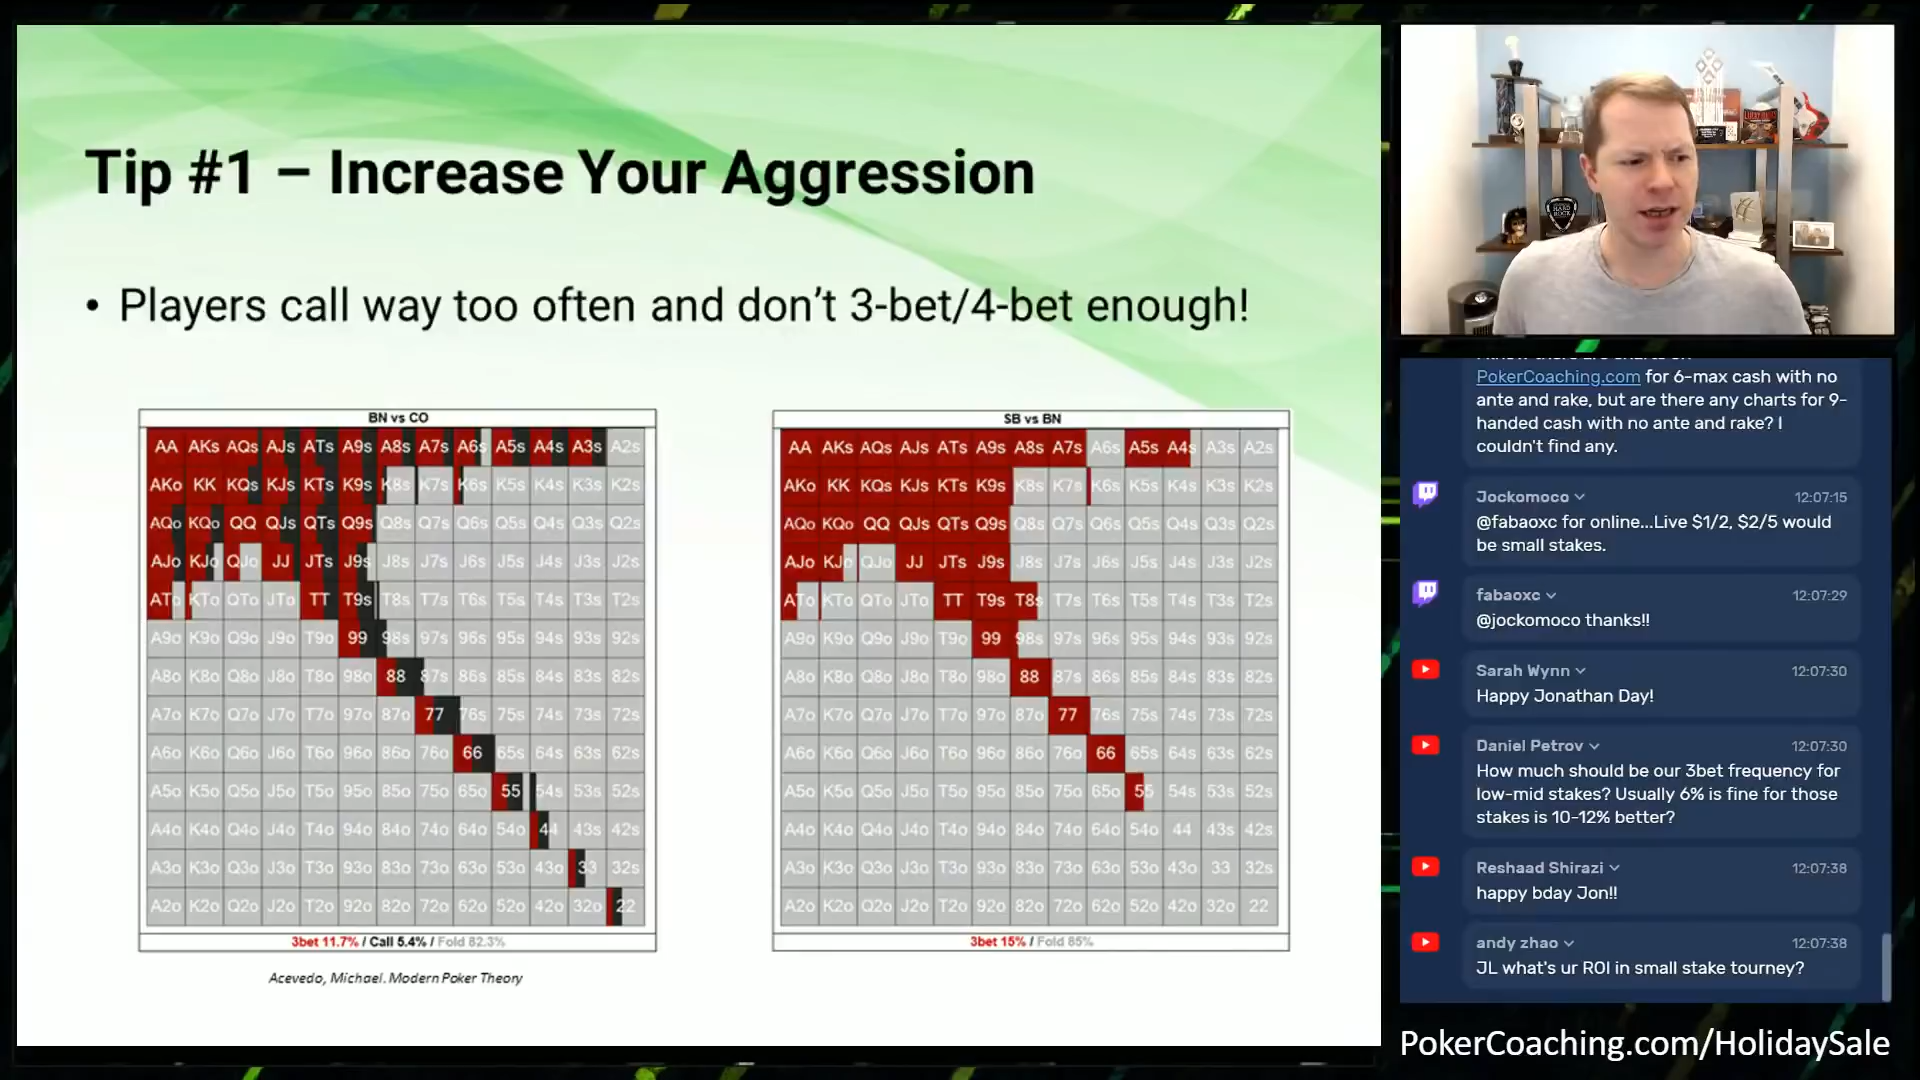 Tip #1 – Increase Your Aggression
• Players call way too often and don't 3-bet/4-bet enough!
BN vs CO
AA AKs AQs AJs ATs A9s A8s A7s A6s A5s A4s A3s A2s
AKo KK KQs KJs KTs K9s K8s K7s K6s K5s K4s K3s K2s
AQo KQo QQ QJs QTs Q9s Q8s Q7s Q6s Q5s Q4s Q3s Q2s
AJo KJo QJo JJ JTs J9s J8s J7s J6s J5s J4s J3s J2s
ATo KTo QTo JTo TT T9s T8s T7s T6s T5s T4s T3s T2s
A9o K9o Q9o J9o T9o 99 98s 97s 96s 95s 94s 93s 92s
A8o K8o Q8o J8o T8o 98o 88 87s 86s 85s 84s 83s 82s
A7o K7o Q7o J7o T7o 97o 87o 77 76s 75s 74s 73s 72s
A6o K6o Q6o J6o T6o 96o 86o 76o 66 65s 64s 63s 62s
A5o K5o Q5o J5o T5o 95o 85o 75o 65o 55 54s 53s 52s
A4o K4o Q4o J4o T4o 94o 84o 74o 64o 54o 44 43s 42s
A3o K3o Q3o J3o T3o 93o 83o 73o 63o 53o 43o 33 32s
A2o K2o Q2o J2o T2o 92o 82o 72o 62o 52o 42o 32o 22
3bet 11.7% / Call 5.4% / Fold 82.3%
Acevedo, Michael. Modern Poker Theory
SB vs BN
AA AKs AQs AJs ATs A9s A8s A7s A6s A5s A4s A3s A2s
AKo KK KQs KJs KTs K9s K8s K7s K6s K5s K4s K3s K2s
AQo KQo QQ QJs QTs Q9s Q8s Q7s Q6s Q5s Q4s Q3s Q2s
AJo KJo QJo JJ JTs J9s J8s J7s J6s J5s J4s J3s J2s
ATo KTo QTo JTo TT T9s T8s T7s T6s T5s T4s T3s T2s
A9o K9o Q9o J9o T9o 99 98s 97s 96s 95s 94s 93s 92s
A8o K8o Q8o J8o T8o 98o 88 87s 86s 85s 84s 83s 82s
A7o K7o Q7o J7o T7o 97o 87o 77 76s 75s 74s 73s 72s
A6o K6o Q6o J6o T6o 96o 86o 76o 66 65s 64s 63s 62s
A5o K5o Q5o J5o T5o 95o 85o 75o 65o 55 54s 53s 52s
A4o K4o Q4o J4o T4o 94o 84o 74o 64o 54o 44 43s 42s
A3o K3o Q3o J3o T3o 93o 83o 73o 63o 53o 43o 33 32s
A2o K2o Q2o J2o T2o 92o 82o 72o 62o 52o 42o 32o 22
3bet 15% / Fold 85%
PokerCoaching.com for 6-max cash with no
ante and rake, but are there any charts for 9-
handed cash with no ante and rake? I
couldn't find any.
Jockomoco 12:07:15
@fabaoxc for online...Live $1/2, $2/5 would
be small stakes.
fabaoxc 12:07:29
@jockomoco thanks!!
Sarah Wynn 12:07:30
Happy Jonathan Day!
Daniel Petrov 12:07:30
How much should be our 3bet frequency for
low-mid stakes? Usually 6% is fine for those
stakes is 10-12% better?
Reshaad Shirazi 12:07:38
happy bday Jon!!
andy zhao 12:07:38
JL what's ur ROI in small stake tourney?
PokerCoaching.com/HolidaySale